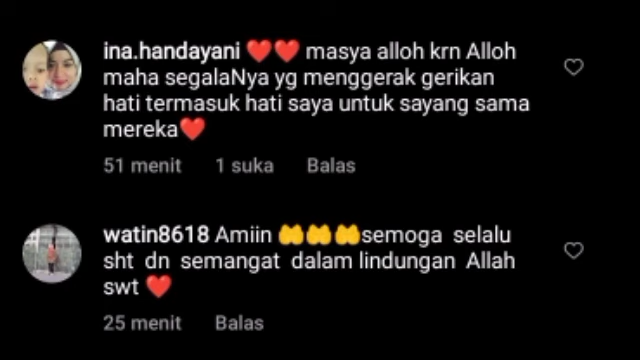 ina.handayani ❤️❤️ masya alloh krn Alloh
maha segalaNya yg menggerak gerikan
hati termasuk hati saya untuk sayang sama
mereka❤️
51 menit 1 suka Balas
watin8618 Amiin 🤲🤲🤲semoga selalu
sht dn semangat dalam lindungan Allah
swt ❤️
25 menit Balas